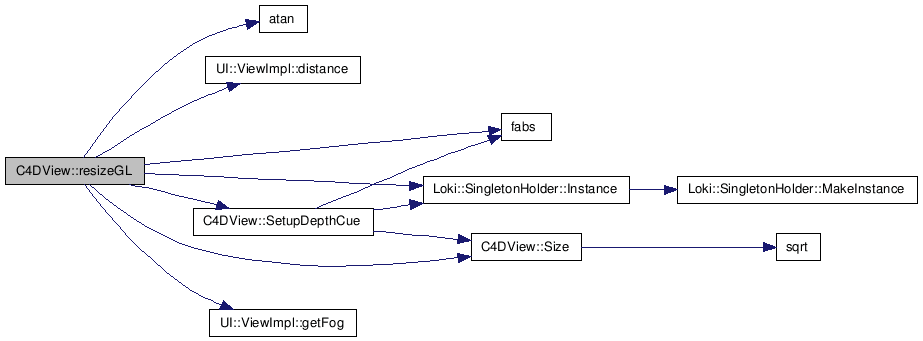 atan
UI::ViewImpl::distance
fabs
C4DView::resizeGL
Loki::SingletonHolder::Instance
Loki::SingletonHolder::MakeInstance
C4DView::SetupDepthCue
C4DView::Size
sqrt
UI::ViewImpl::getFog